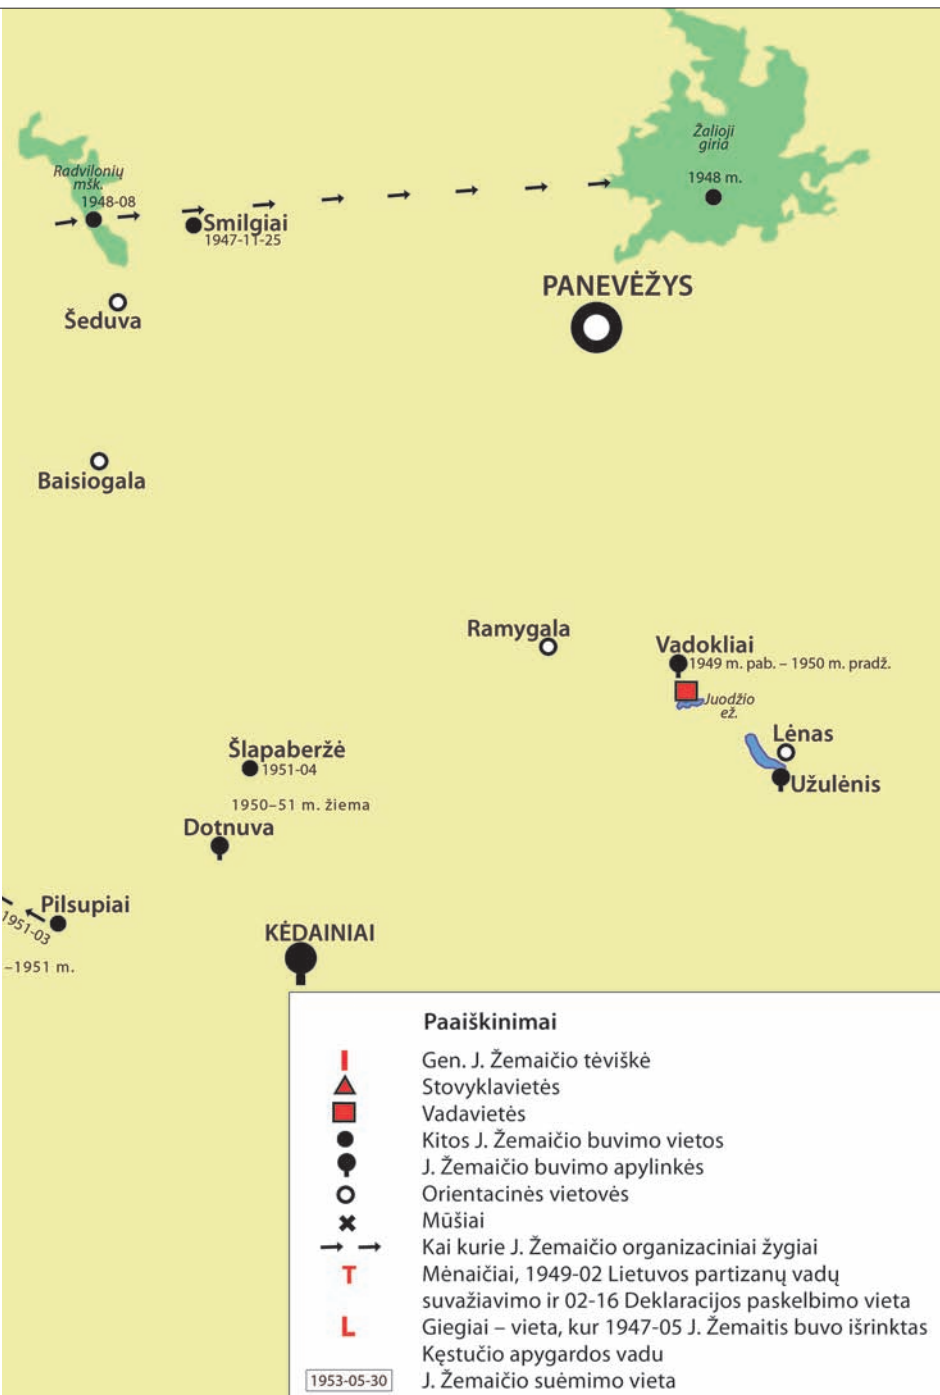 Žalioji
giria
1948 m.
Radvilonių
mšk.
1948-08
Smilgiai
1947-11-25
PANEVĖŽYS
Šeduva
Baisiogala
Ramygala
Vadokliai
1949 m. pab. – 1950 m. pradž.
Juodžio
ež.
Lėnas
Užulėnis
Šlapaberžė
1951-04
1950–51 m. žiema
Dotnuva
Pilsupiai
1951-03
–1951 m.
KĖDAINIAI
Paaiškinimai
Gen. J. Žemaičio tėviškė
Stovyklavietės
Vadavietės
Kitos J. Žemaičio buvimo vietos
J. Žemaičio buvimo apylinkės
Orientacinės vietovės
Mūšiai
Kai kurie J. Žemaičio organizaciniai žygiai
T Mėnaičiai, 1949-02 Lietuvos partizanų vadų
suvažiavimo ir 02-16 Deklaracijos paskelbimo vieta
L Giegiai – vieta, kur 1947-05 J. Žemaitis buvo išrinktas
Kęstučio apygardos vadu
1953-05-30 J. Žemaičio suėmimo vieta